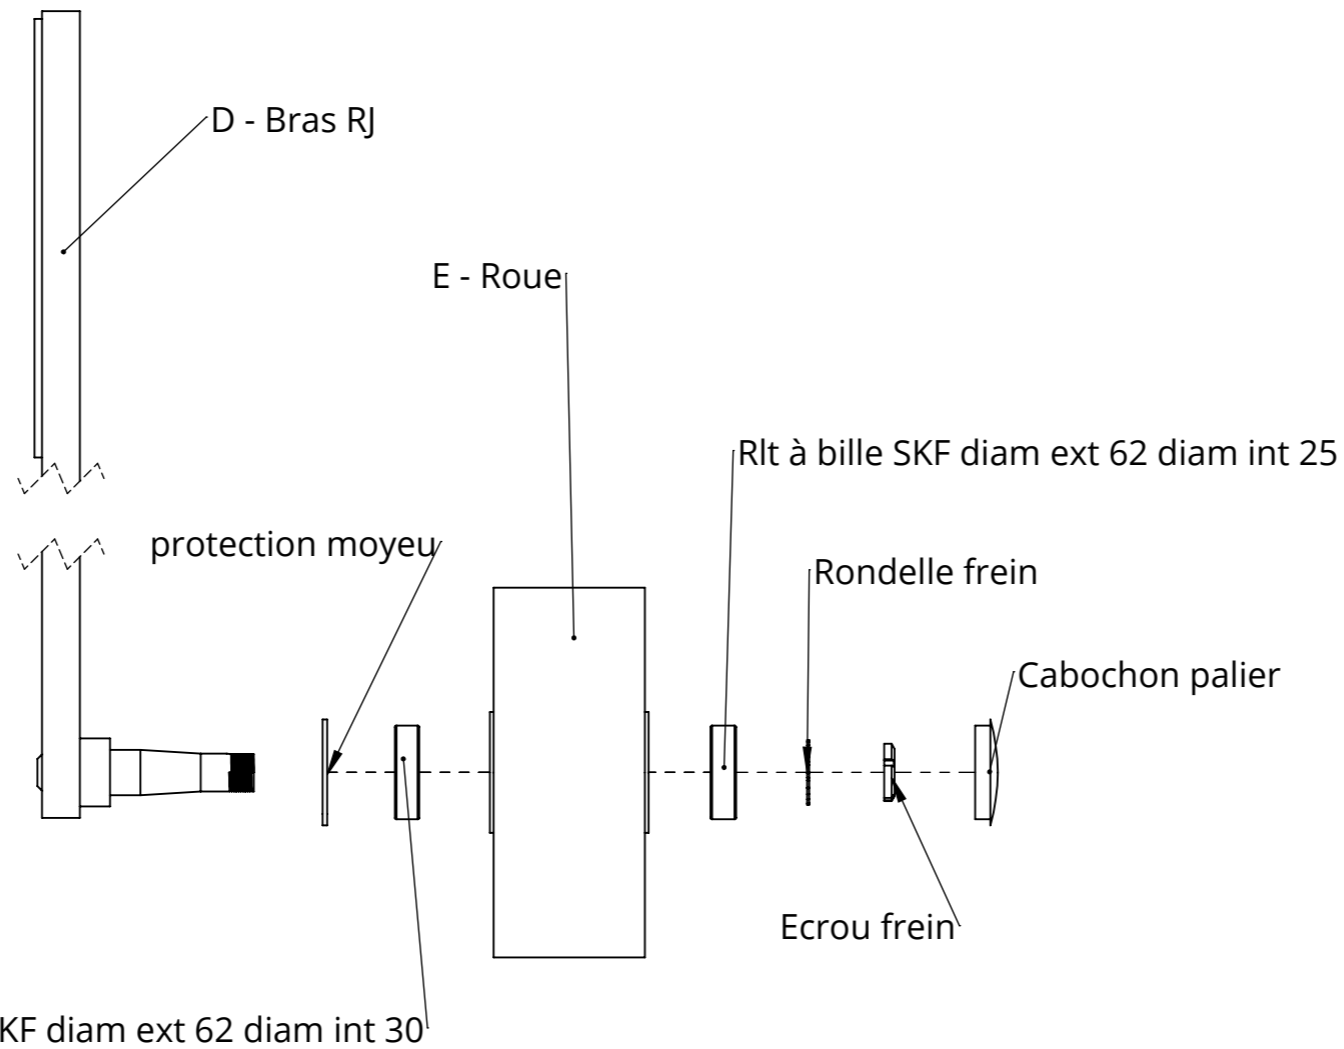 D - Bras RJ
E - Roue
Rlt à bille SKF diam ext 62 diam int 25
protection moyeu
Rondelle frein
Cabochon palier
Ecrou frein
KF diam ext 62 diam int 30